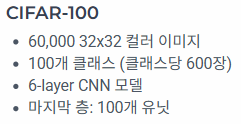 CIFAR-100
• 60,000 32x32 컬러 이미지
• 100개 클래스 (클래스당 600장)
• 6-layer CNN 모델
• 마지막 층: 100개 유닛